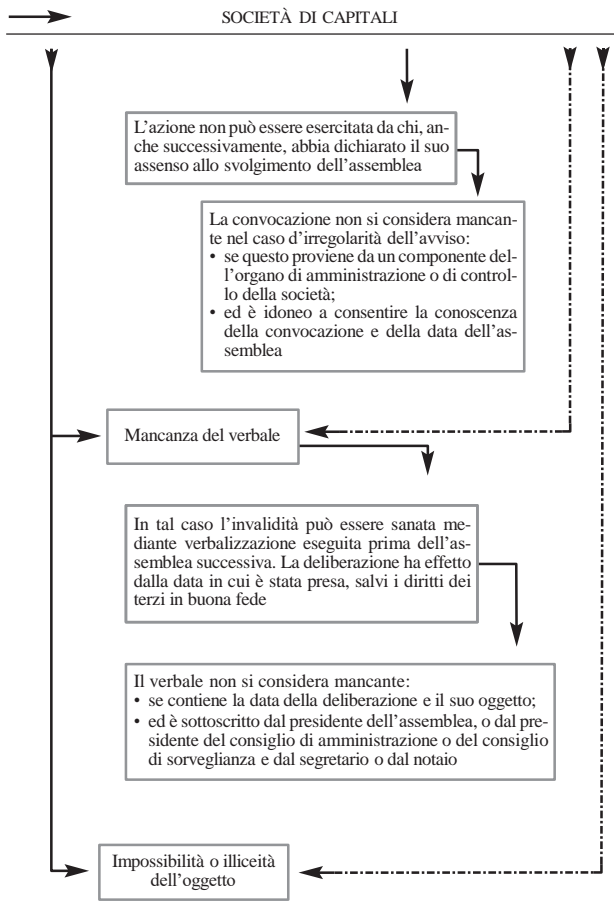 SOCIETÀ DI CAPITALI
L’azione non può essere esercitata da chi, an-
che successivamente, abbia dichiarato il suo
assenso allo svolgimento dell’assemblea
La convocazione non si considera mancan-
te nel caso d’irregolarità dell’avviso:
• se questo proviene da un componente del-
l’organo di amministrazione o di control-
lo della società;
• ed è idoneo a consentire la conoscenza
della convocazione e della data dell’as-
semblea
Mancanza del verbale
In tal caso l’invalidità può essere sanata me-
diante verbalizzazione eseguita prima dell’as-
semblea successiva. La deliberazione ha effetto
dalla data in cui è stata presa, salvi i diritti dei
terzi in buona fede
Il verbale non si considera mancante:
• se contiene la data della deliberazione e il suo oggetto;
• ed è sottoscritto dal presidente dell’assemblea, o dal pre-
sidente del consiglio di amministrazione o del consiglio
di sorveglianza e dal segretario o dal notaio
Impossibilità o illiceità
dell’oggetto